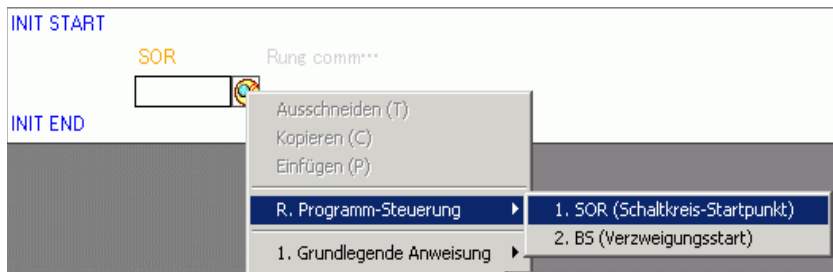 INIT START
SOR Rung comm···
INIT END
Ausschneiden (T)
Kopieren (C)
Einfügen (P)
R. Programm-Steuerung
1. Grundlegende Anweisung
1. SOR (Schaltkreis-Startpunkt)
2. BS (Verzweigungsstart)